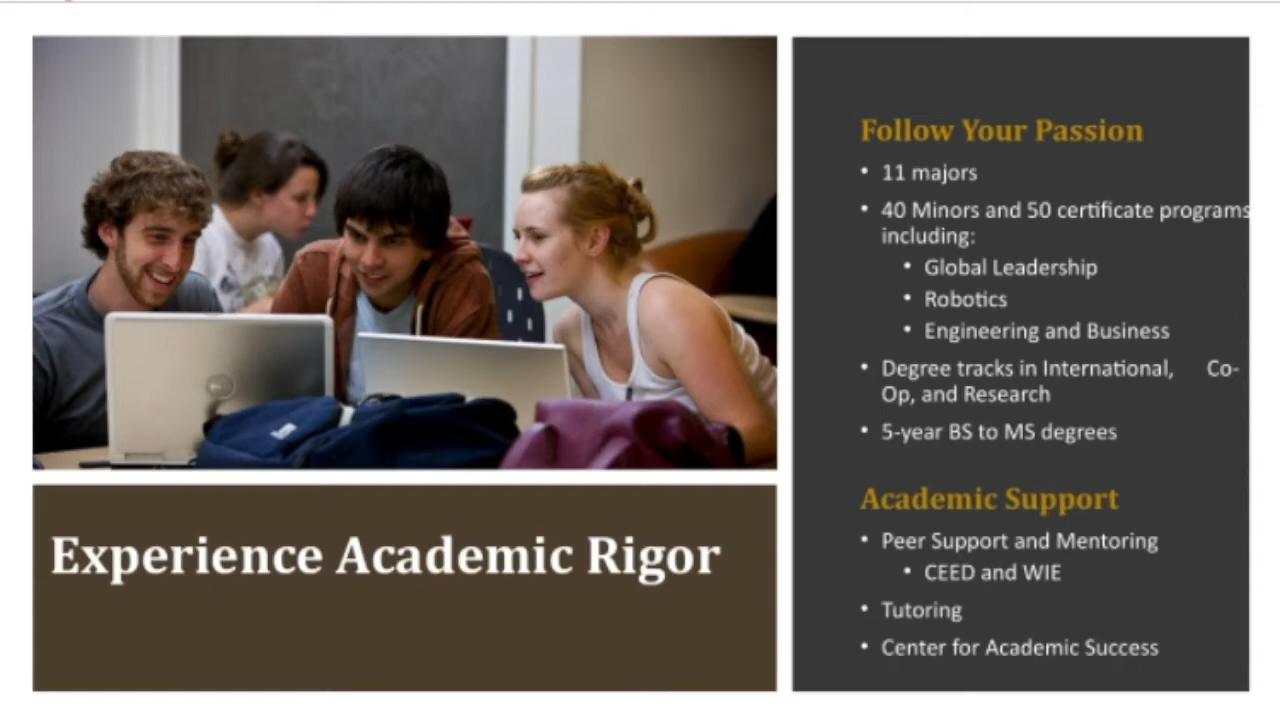 Follow Your Passion
• 11 majors
• 40 Minors and 50 certificate programs
including:
• Global Leadership
• Robotics
• Engineering and Business
• Degree tracks in International, Co-
Op, and Research
• 5-year BS to MS degrees
Academic Support
• Peer Support and Mentoring
• CEED and WIE
• Tutoring
• Center for Academic Success
Experience Academic Rigor